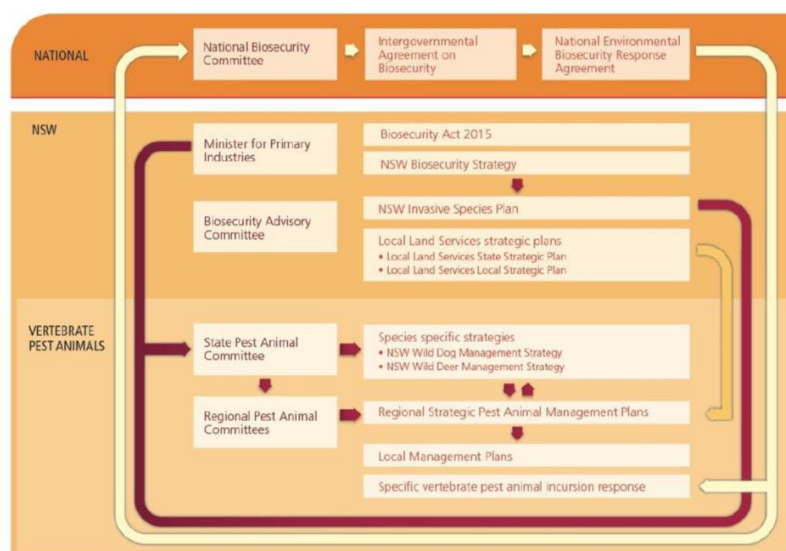 NATIONAL
National Biosecurity
Committee
Intergovernmental
Agreement on
Biosecurity
National Environmental
Biosecurity Response
Agreement
NSW
Minister for Primary
Industries
Biosecurity Act 2015
NSW Biosecurity Strategy
Biosecurity Advisory
Committee
NSW Invasive Species Plan
Local Land Services strategic plans
• Local Land Services State Strategic Plan
• Local Land Services Local Strategic Plan
VERTEBRATE
PEST ANIMALS
State Pest Animal
Committee
Species specific strategies
• NSW Wild Dog Management Strategy
• NSW Wild Deer Management Strategy
Regional Pest Animal
Committees
Regional Strategic Pest Animal Management Plans
Local Management Plans
Specific vertebrate pest animal incursion response